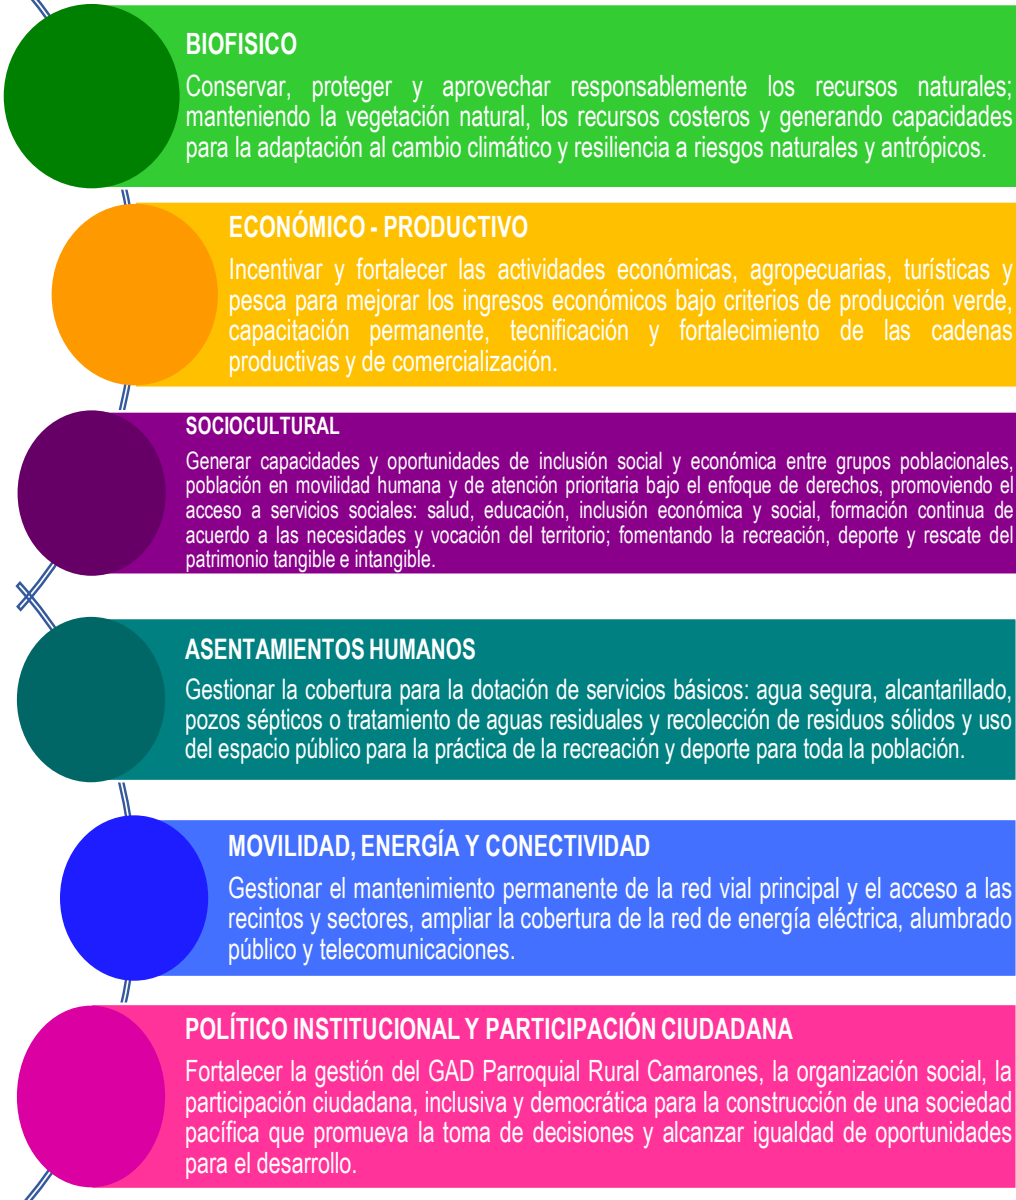 BIOFISICO
Conservar, proteger y aprovechar responsablemente los recursos naturales;
manteniendo la vegetación natural, los recursos costeros y generando capacidades
para la adaptación al cambio climático y resiliencia a riesgos naturales y antrópicos.
ECONÓMICO - PRODUCTIVO
Incentivar y fortalecer las actividades económicas, agropecuarias, turísticas y
pesca para mejorar los ingresos económicos bajo criterios de producción verde,
capacitación permanente, tecnificación y fortalecimiento de las cadenas
productivas y de comercialización.
SOCIOCULTURAL
Generar capacidades y oportunidades de inclusión social y económica entre grupos poblacionales,
población en movilidad humana y de atención prioritaria bajo el enfoque de derechos, promoviendo el
acceso a servicios sociales: salud, educación, inclusión económica y social, formación continua de
acuerdo a las necesidades y vocación del territorio; fomentando la recreación, deporte y rescate del
patrimonio tangible e intangible.
ASENTAMIENTOS HUMANOS
Gestionar la cobertura para la dotación de servicios básicos: agua segura, alcantarillado,
pozos sépticos o tratamiento de aguas residuales y recolección de residuos sólidos y uso
del espacio público para la práctica de la recreación y deporte para toda la población.
MOVILIDAD, ENERGÍA Y CONECTIVIDAD
Gestionar el mantenimiento permanente de la red vial principal y el acceso a las
recintos y sectores, ampliar la cobertura de la red de energía eléctrica, alumbrado
público y telecomunicaciones.
POLÍTICO INSTITUCIONAL Y PARTICIPACIÓN CIUDADANA
Fortalecer la gestión del GAD Parroquial Rural Camarones, la organización social, la
participación ciudadana, inclusiva y democrática para la construcción de una sociedad
pacífica que promueva la toma de decisiones y alcanzar igualdad de oportunidades
para el desarrollo.